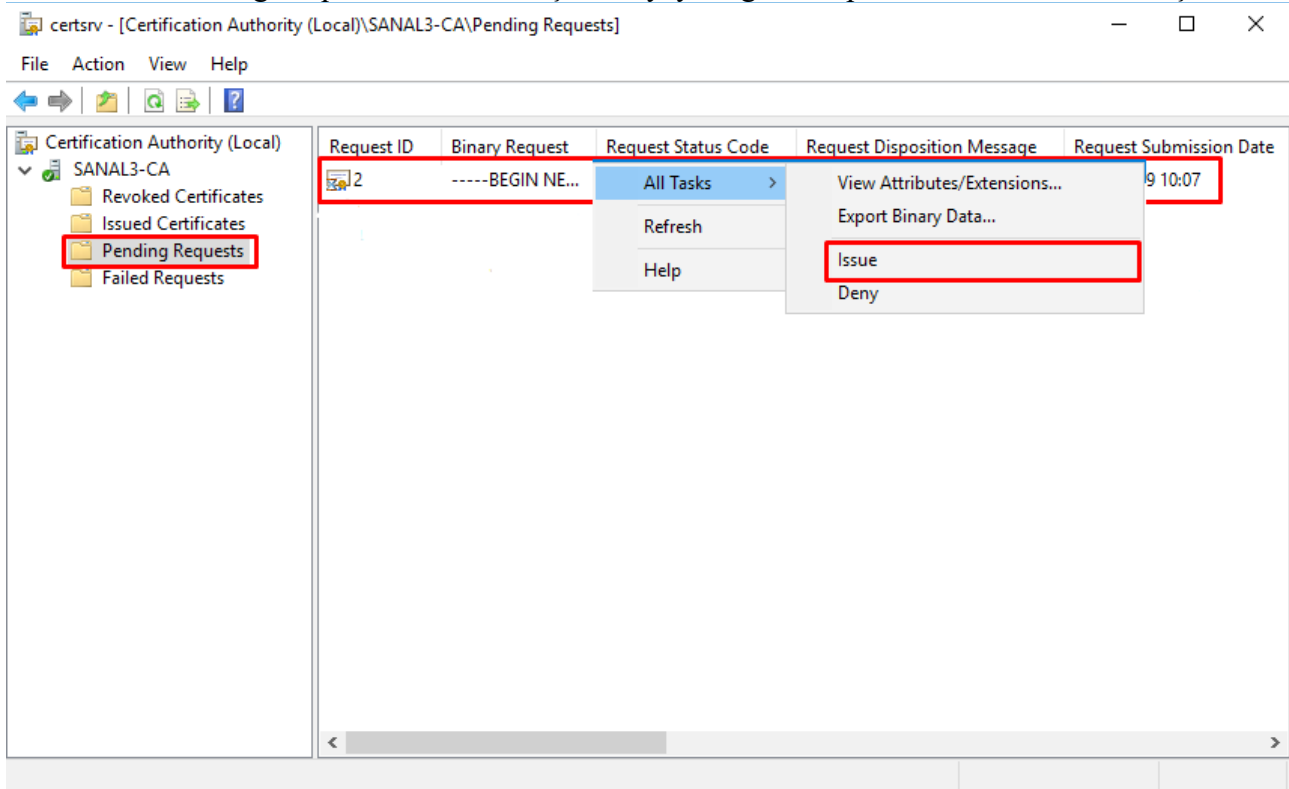 certsrv - [Certification Authority (Local)\SANAL3-CA\Pending Requests]
File Action View Help
Certification Authority (Local)
SANAL3-CA
Revoked Certificates
Issued Certificates
Pending Requests
Failed Requests
Request ID Binary Request Request Status Code Request Disposition Message Request Submission Date
2 -----BEGIN NE... 9 10:07
All Tasks
Refresh
Help
View Attributes/Extensions...
Export Binary Data...
Issue
Deny